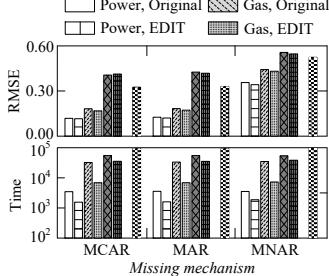 Power, Original Gas, Original
Power, EDIT Gas, EDIT
RMSE
0.60
0.30
0.00
Time
10^5
10^4
10^3
10^2
MCAR MAR MNAR
Missing mechanism